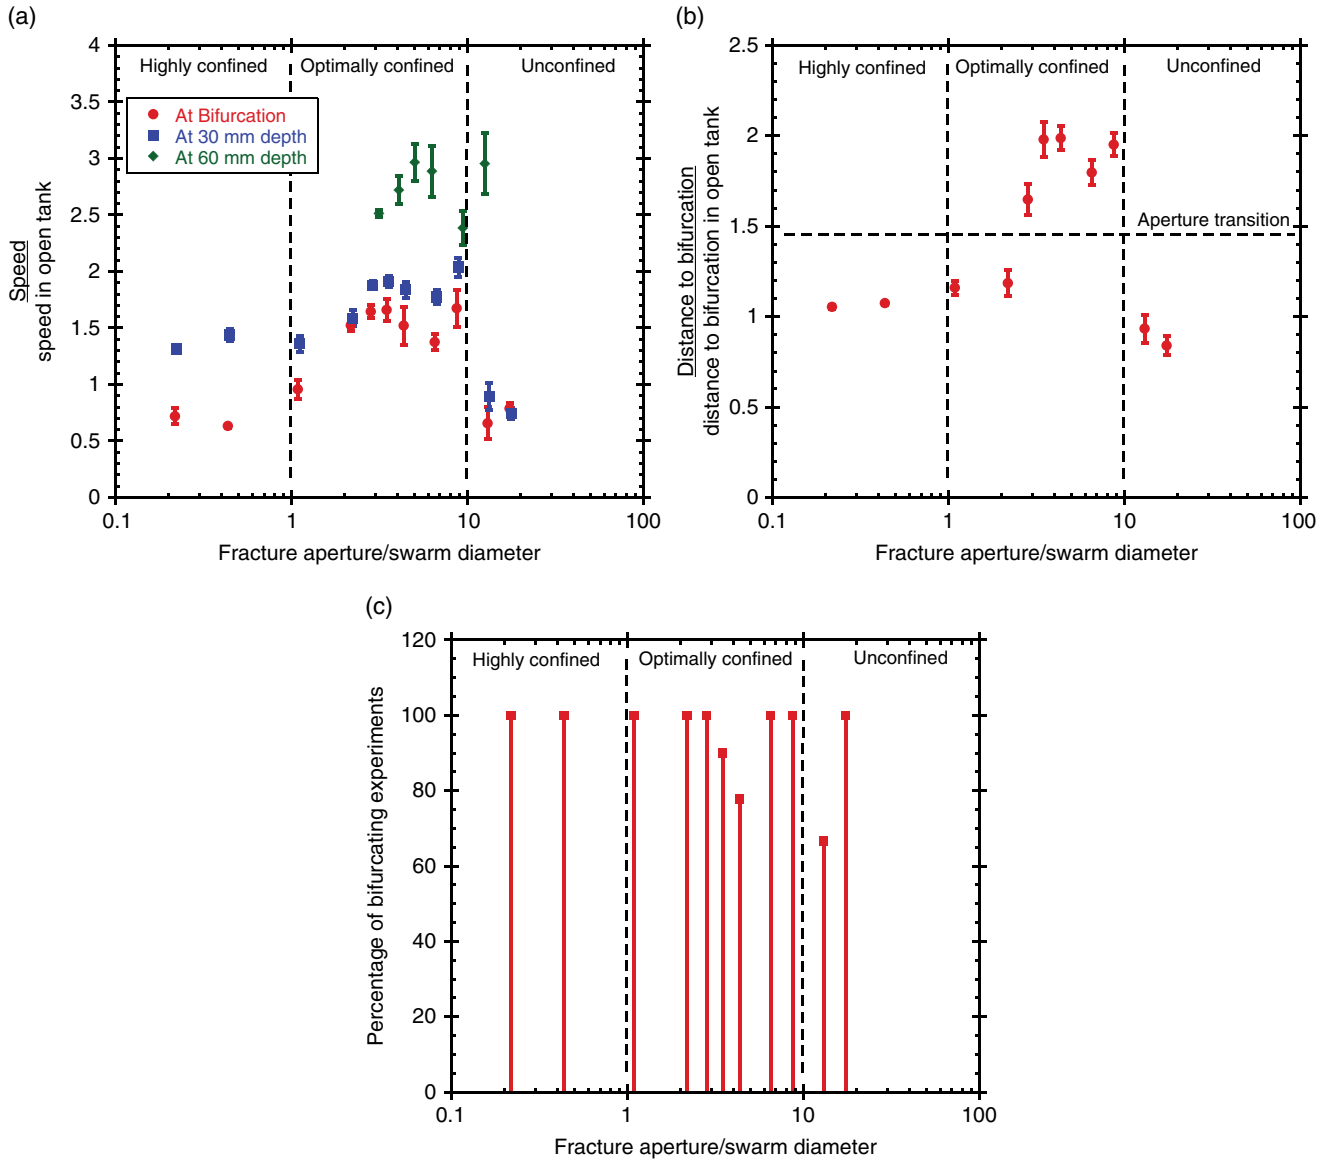 (a)
4
3.5
3
2.5
2
1.5
1
0.5
0
Speed
speed in open tank
Highly confined
Optimally confined
Unconfined
At Bifurcation
At 30 mm depth
At 60 mm depth
0.1
1
10
100
Fracture aperture/swarm diameter
(b)
2.5
2
1.5
1
0.5
0
Distance to bifurcation
distance to bifurcation in open tank
Highly confined
Optimally confined
Unconfined
Aperture transition
0.1
1
10
100
Fracture aperture/swarm diameter
(c)
120
100
80
60
40
20
0
Percentage of bifurcating experiments
Highly confined
Optimally confined
Unconfined
0.1
1
10
100
Fracture aperture/swarm diameter